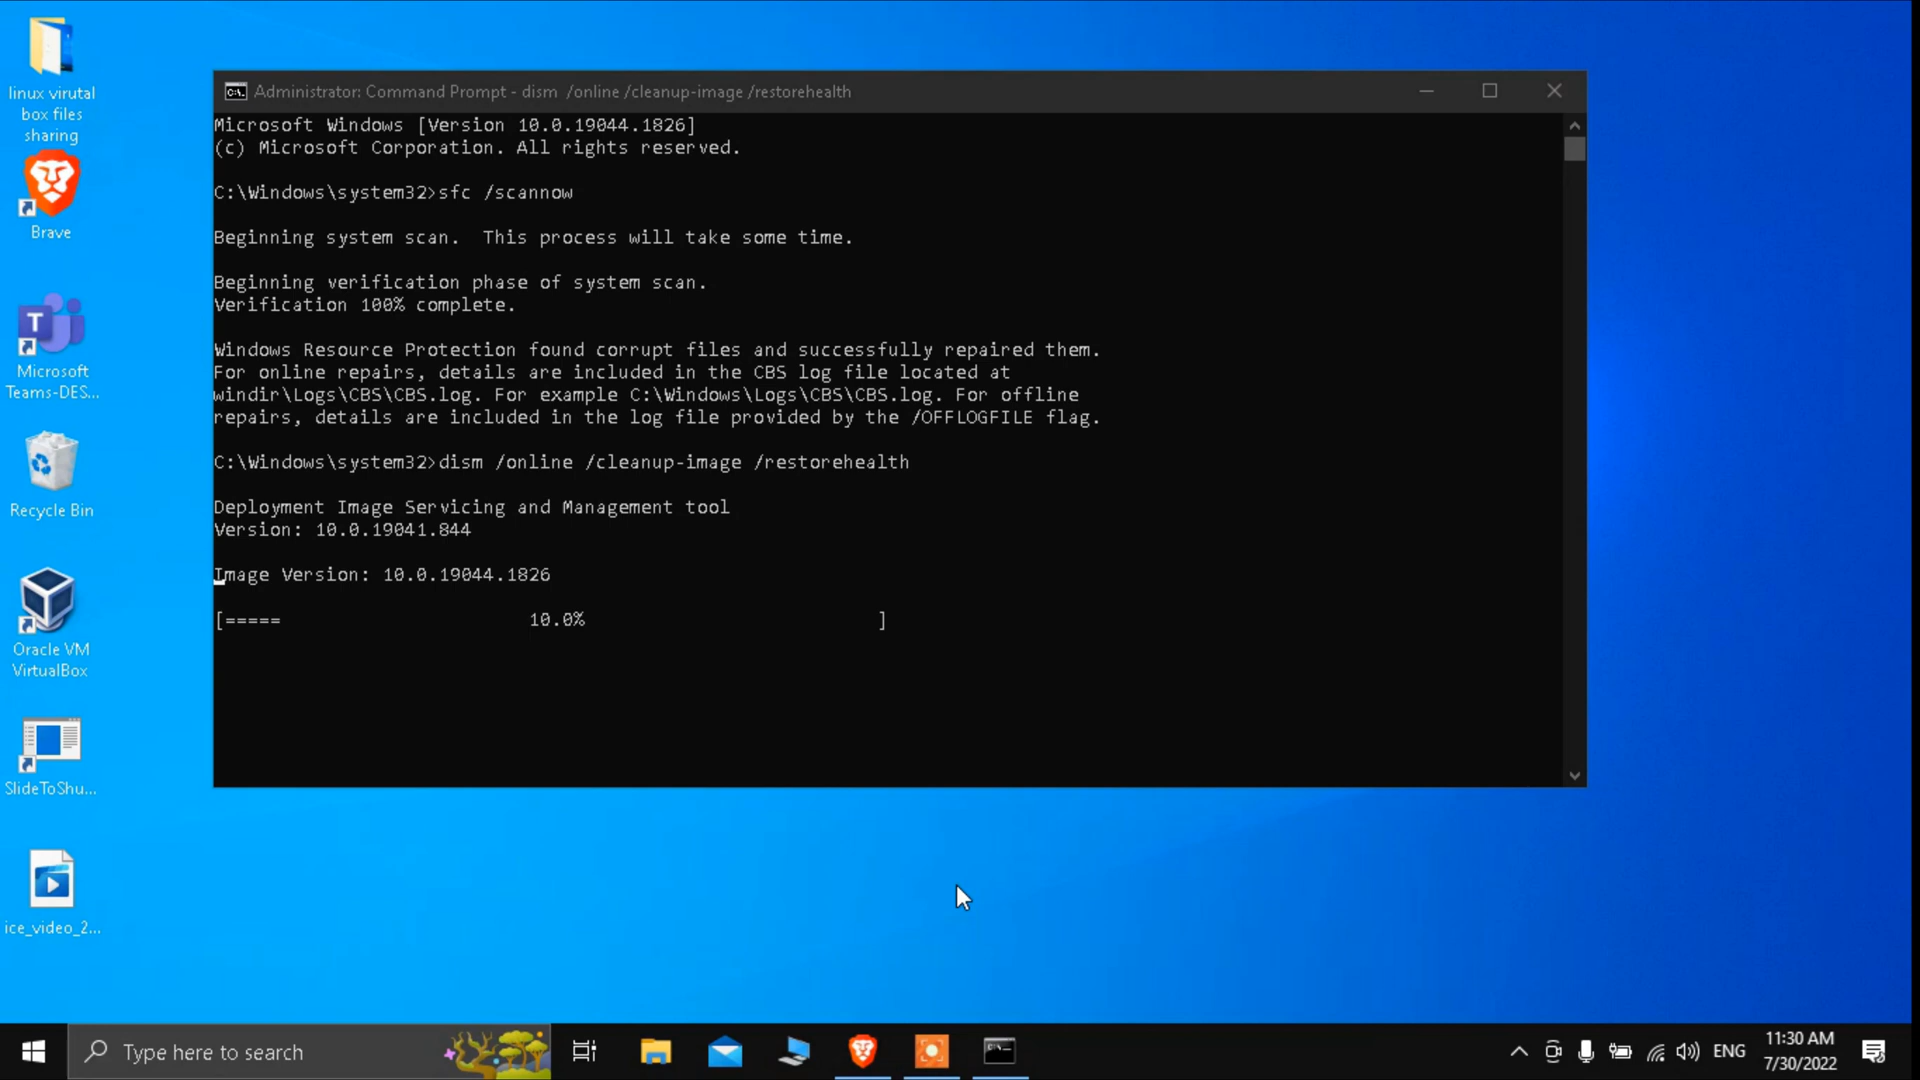 linux virutal
box files
sharing
Brave
Microsoft
Teams-DES...
Recycle Bin
Oracle VM
VirtualBox
SlideToShu...
ice_video_2...
Administrator: Command Prompt - dism  /online /cleanup-image /restorehealth
Microsoft Windows [Version 10.0.19044.1826]
(c) Microsoft Corporation. All rights reserved.
C:\Windows\system32>sfc /scannow
Beginning system scan.  This process will take some time.
Beginning verification phase of system scan.
Verification 100% complete.
Windows Resource Protection found corrupt files and successfully repaired them.
For online repairs, details are included in the CBS log file located at
windir\Logs\CBS\CBS.log. For example C:\Windows\Logs\CBS\CBS.log. For offline
repairs, details are included in the log file provided by the /OFFLOGFILE flag.
C:\Windows\system32>dism /online /cleanup-image /restorehealth
Deployment Image Servicing and Management tool
Version: 10.0.19041.844
Image Version: 10.0.19044.1826
[=====                      10.0%                          ]
Type here to search
ENG
11:30 AM
7/30/2022